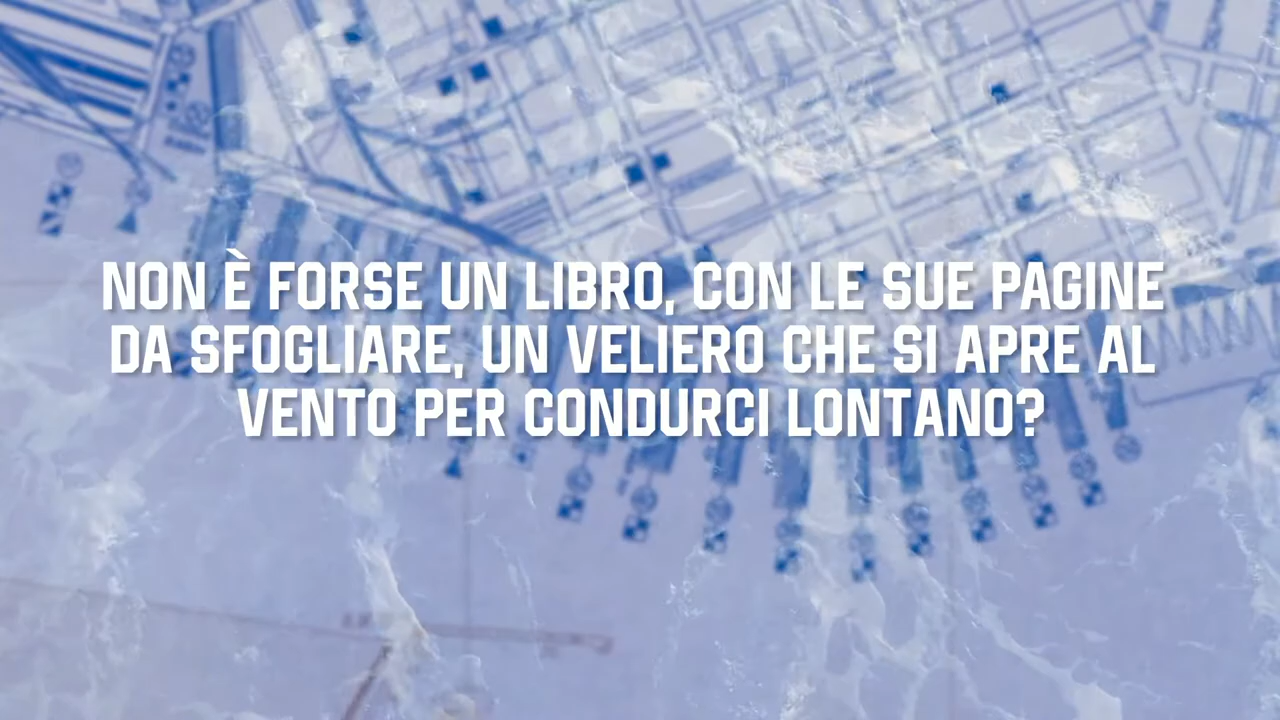 NON È FORSE UN LIBRO, CON LE SUE PAGINE
DA SFOGLIARE, UN VELIERO CHE SI APRE AL
VENTO PER CONDURCI LONTANO?